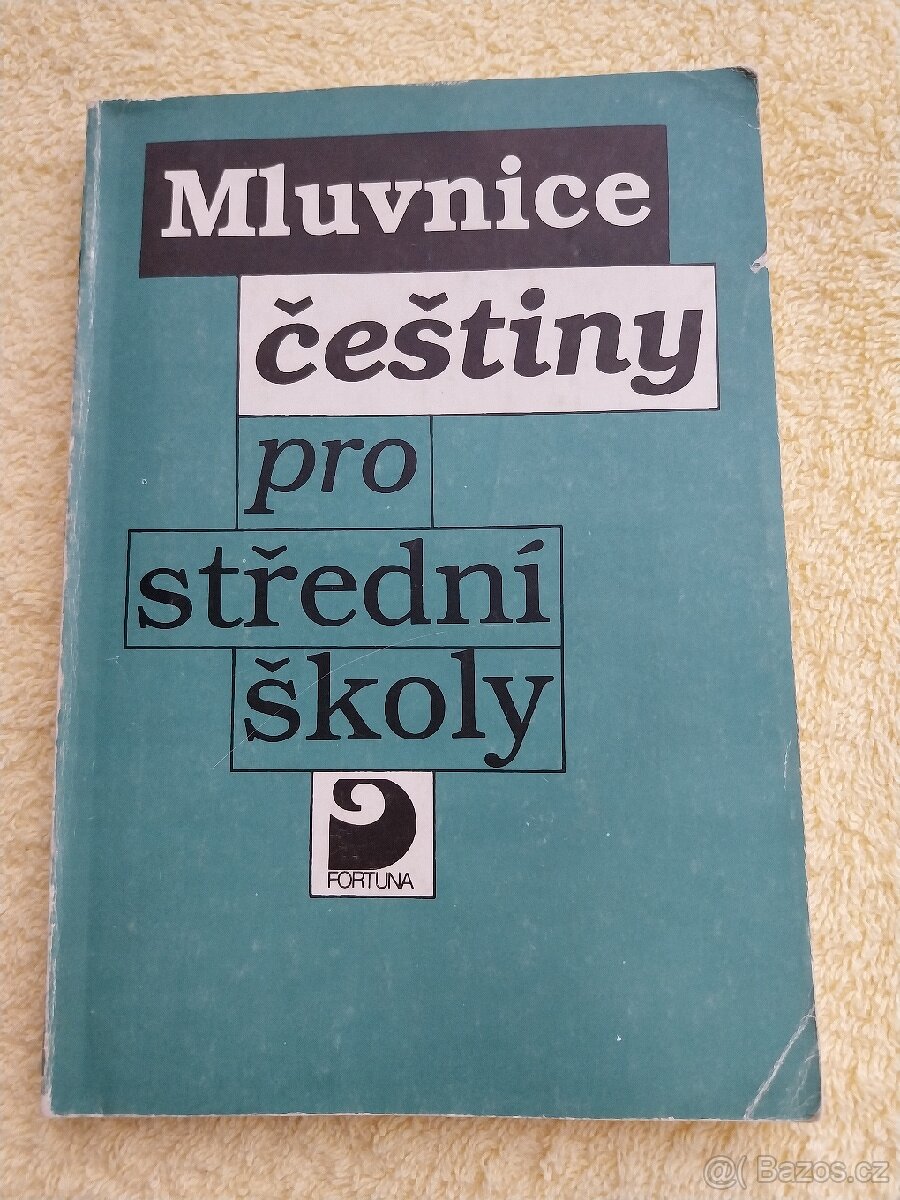 Mluvnice
češtiny
pro
střední
školy
FORTUNA
@( Bazos.cz